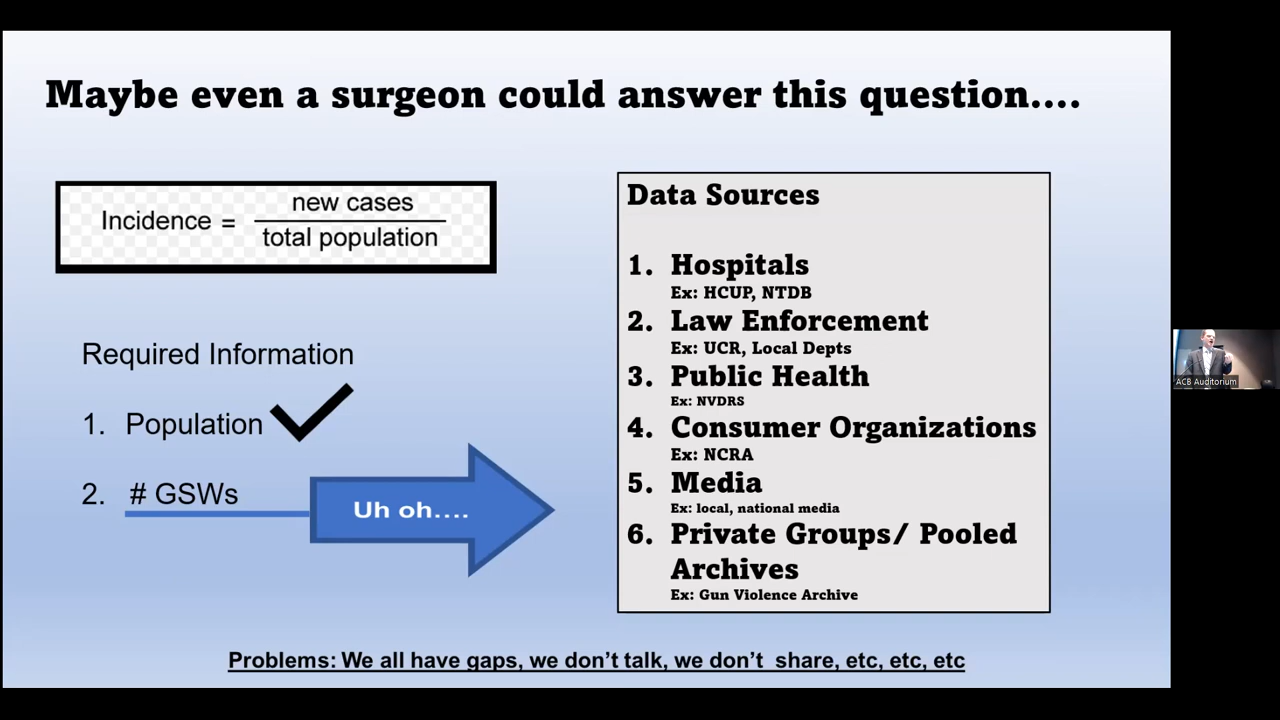 Maybe even a surgeon could answer this question....
Incidence = new cases
total population
Required Information
1. Population
2. # GSWs
Uh oh....
Data Sources
1. Hospitals
Ex: HCUP, NTDB
2. Law Enforcement
Ex: UCR, Local Depts
3. Public Health
Ex: NVDRS
4. Consumer Organizations
Ex: NCRA
5. Media
Ex: local, national media
6. Private Groups/ Pooled
Archives
Ex: Gun Violence Archive
Problems: We all have gaps, we don't talk, we don't  share, etc, etc, etc
ACB Auditorium